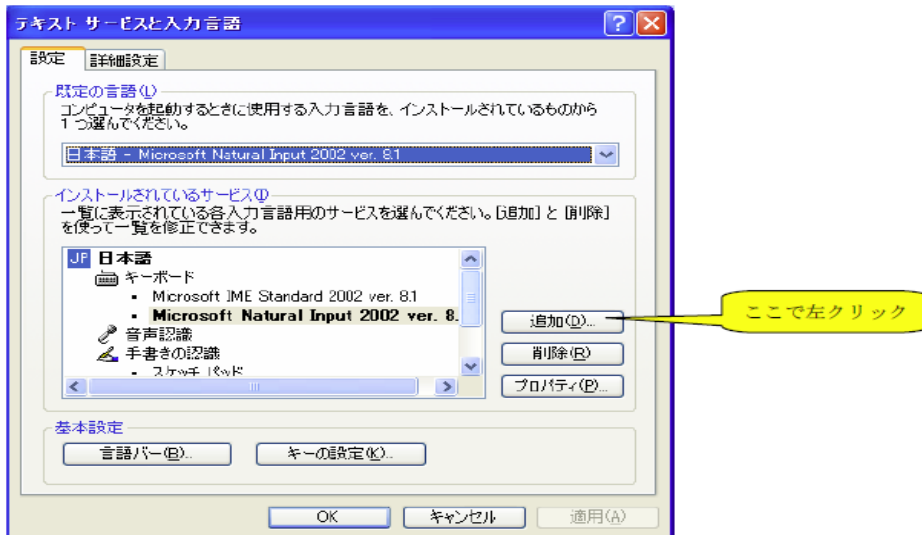 テキスト サービスと入力言語
設定
詳細設定
既定の言語(L)
コンピュータを起動するときに使用する入力言語を、インストールされているものから
1 つ選んでください。
日本語 - Microsoft Natural Input 2002 ver. 8.1
インストールされているサービス(I)
一覧に表示されている各入力言語用のサービスを選んでください。[追加] と [削除]
を使って一覧を修正できます。
JP 日本語
キーボード
Microsoft IME Standard 2002 ver. 8.1
Microsoft Natural Input 2002 ver. 8.
音声認識
手書きの認識
スケッチ パッド
追加(D)...
削除(R)
プロパティ(P)...
ここで左クリック
基本設定
言語バー(B)...
キーの設定(K)...
OK
キャンセル
適用(A)